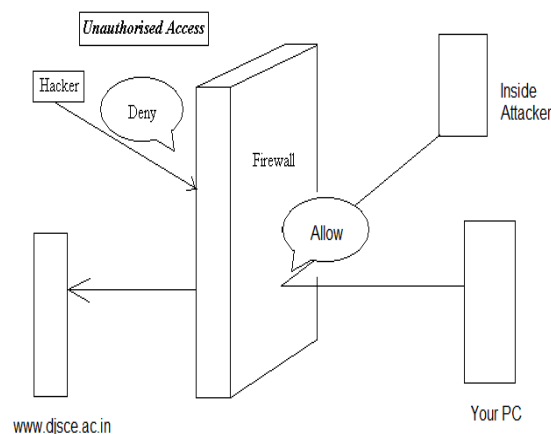 Unauthorised Access
Hacker
Deny
Firewall
Inside
Attacker
Allow
www.djsce.ac.in
Your PC